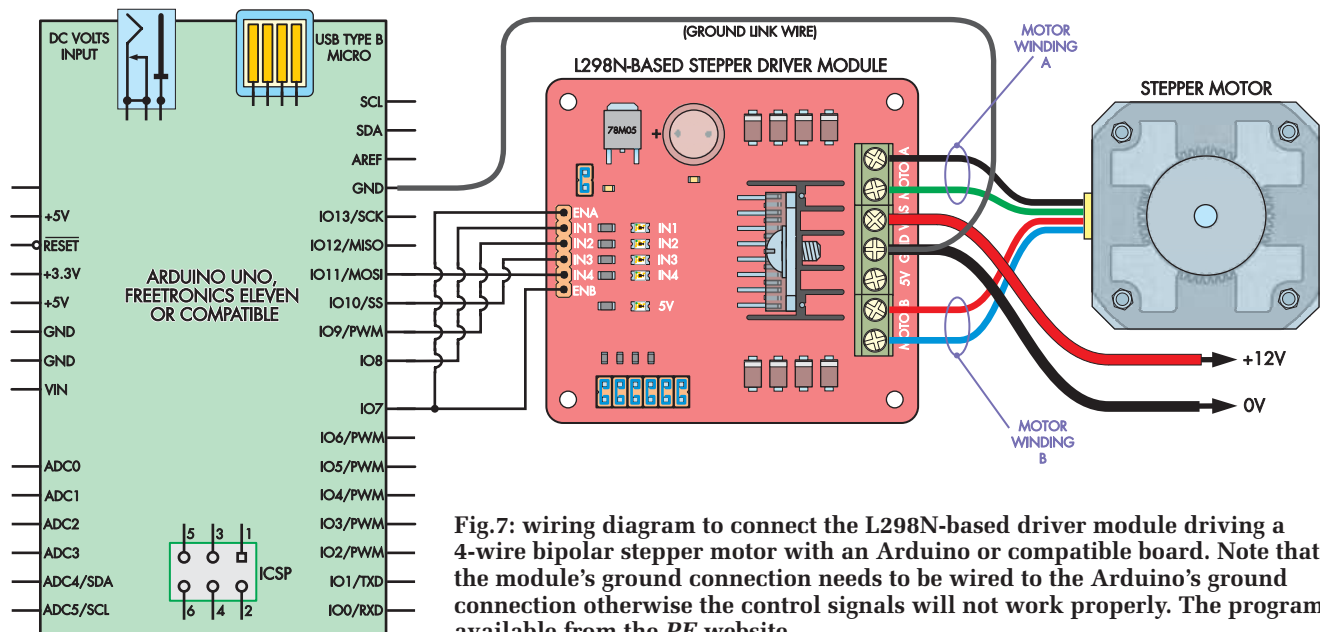 DC VOLTS
INPUT
USB TYPE B
MICRO
SCL
SDA
AREF
GND
IO13/SCK
IO12/MISO
IO11/MOSI
IO10/SS
IO9/PWM
IO8
IO7
IO6/PWM
IO5/PWM
IO4/PWM
IO3/PWM
IO2/PWM
IO1/TXD
IO0/RXD
+5V
RESET
+3.3V
+5V
GND
GND
VIN
ADC0
ADC1
ADC2
ADC3
ADC4/SDA
ADC5/SCL
ARDUINO UNO,
FREETRONICS ELEVEN
OR COMPATIBLE
5 3 1
ICSP
6 4 2
(GROUND LINK WIRE)
L298N-BASED STEPPER DRIVER MODULE
78M05
+
ENA
IN1
IN2
IN3
IN4
ENB
IN1
IN2
IN3
IN4
5V
MOTO A
GND
5V
MOTO B
MOTOR
WINDING
A
STEPPER MOTOR
+12V
0V
MOTOR
WINDING
B
Fig.7: wiring diagram to connect the L298N-based driver module driving a
4-wire bipolar stepper motor with an Arduino or compatible board. Note that
the module's ground connection needs to be wired to the Arduino's ground
connection otherwise the control signals will not work properly. The program
available from the PE website